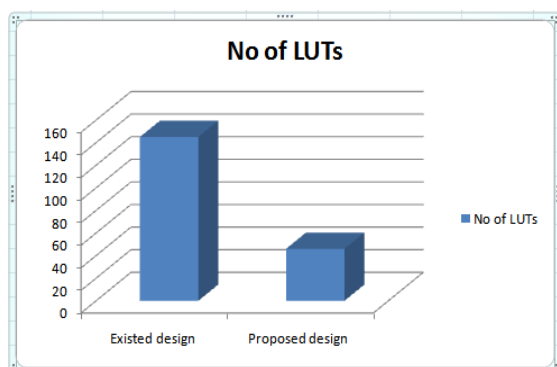 No of LUTs
160
140
120
100
80
60
40
20
0
Existed design
Proposed design
No of LUTs